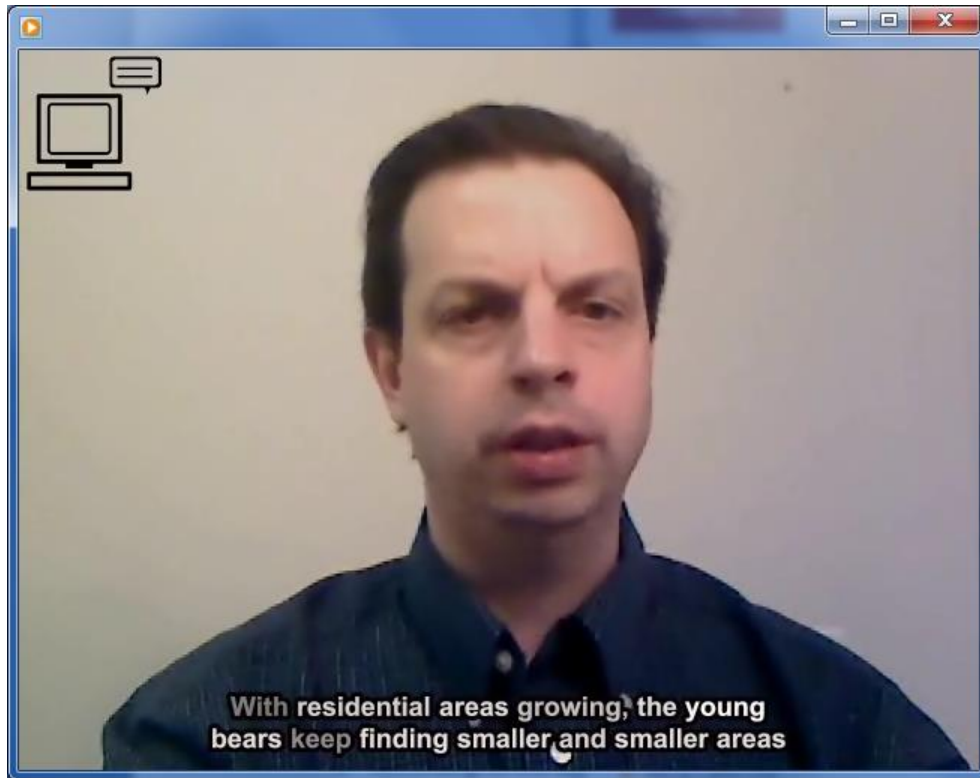 With residential areas growing, the young
bears keep finding smaller and smaller areas